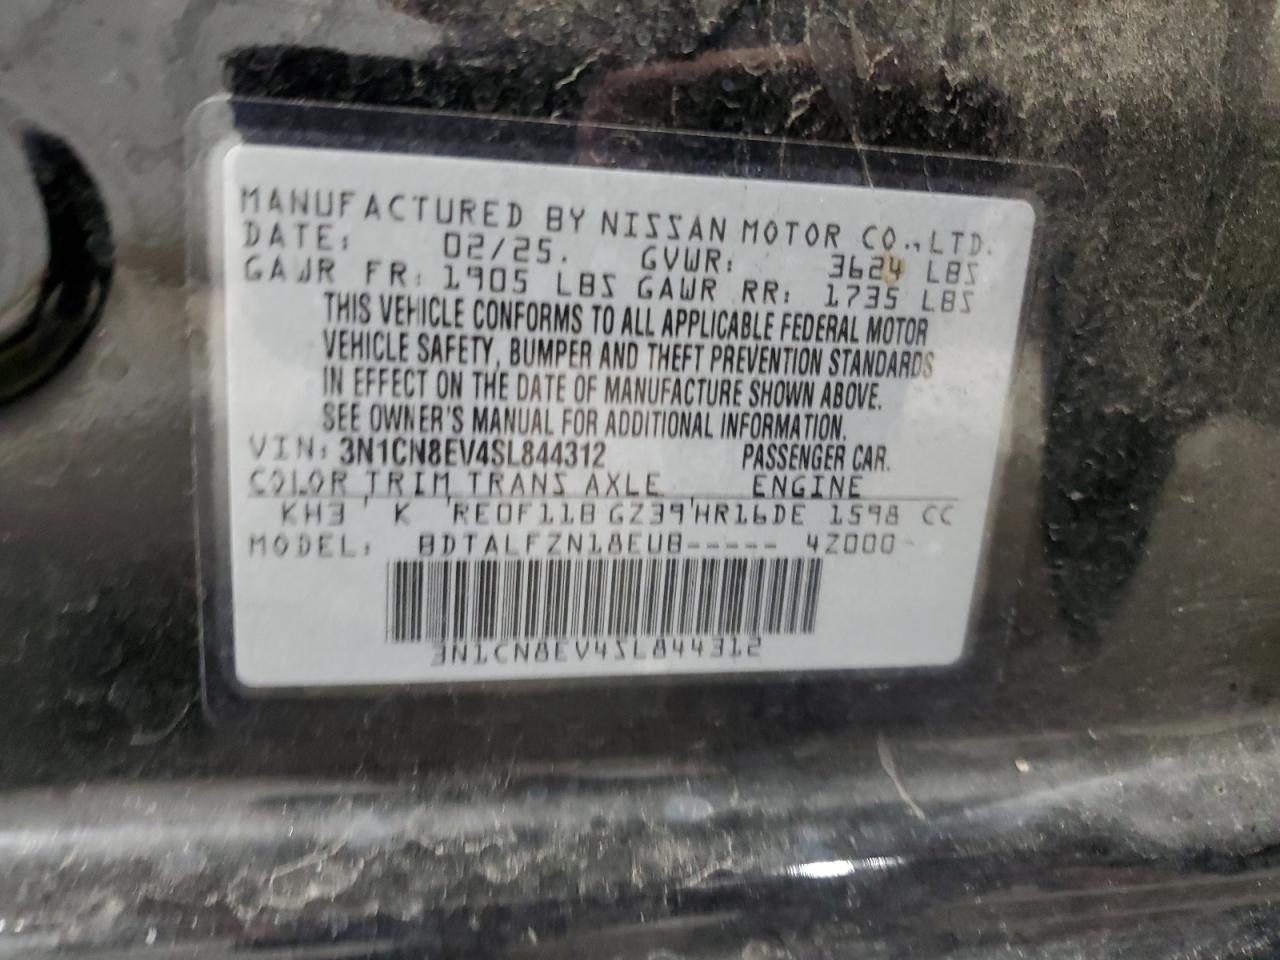 MANUFACTURED BY NISSAN MOTOR CO., LTD.
DATE: 02/25. GVWR: 3624 LBS
GAWR FR: 1905 LBS GAWR RR: 1735 LBS
THIS VEHICLE CONFORMS TO ALL APPLICABLE FEDERAL MOTOR
VEHICLE SAFETY, BUMPER AND THEFT PREVENTION STANDARDS
IN EFFECT ON THE DATE OF MANUFACTURE SHOWN ABOVE.
SEE OWNER'S MANUAL FOR ADDITIONAL INFORMATION.
VIN: 3N1CN8EV4SL844312 PASSENGER CAR.
COLOR TRIM TRANS AXLE ENGINE
KH3 K RE0F11B GZ39 HR16DE 1598 CC
MODEL: BDTALFZN18EUB----- 4Z000-
3N1CN8EV4SL844312